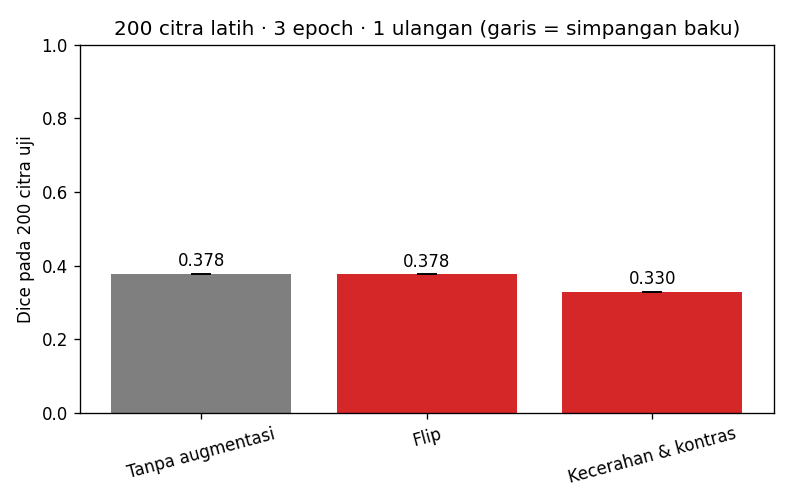 200 citra latih · 3 epoch · 1 ulangan (garis = simpangan baku)
Dice pada 200 citra uji
1.0
0.8
0.6
0.4
0.2
0.0
0.378
0.378
0.330
Tanpa augmentasi
Flip
Kecerahan & kontras